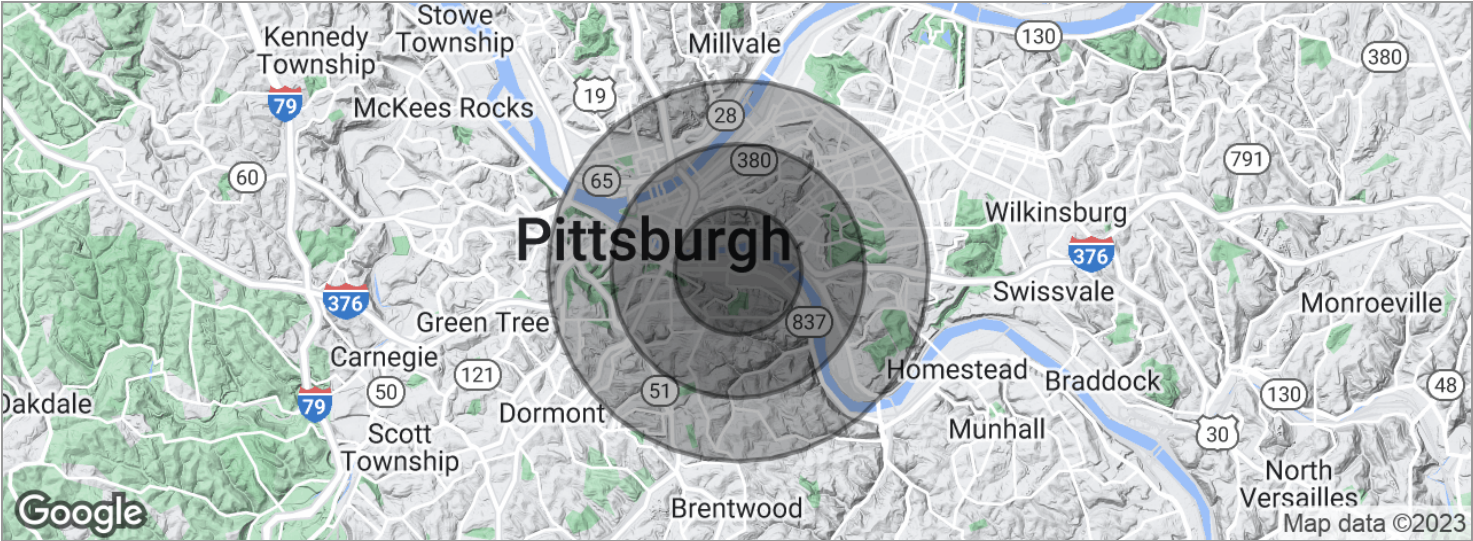 Stowe
Township
Kennedy
Township
Millvale
130
380
79
19
McKees Rocks
28
380
791
60
65
Wilkinsburg
Pittsburgh
376
376
Swissvale
Monroeville
Green Tree
837
Carnegie
121
Homestead
Braddock
50
51
130
48
79
Oakdale
Dormont
Scott
Township
Munhall
30
North
Versailles
Brentwood
Google
Map data ©2023